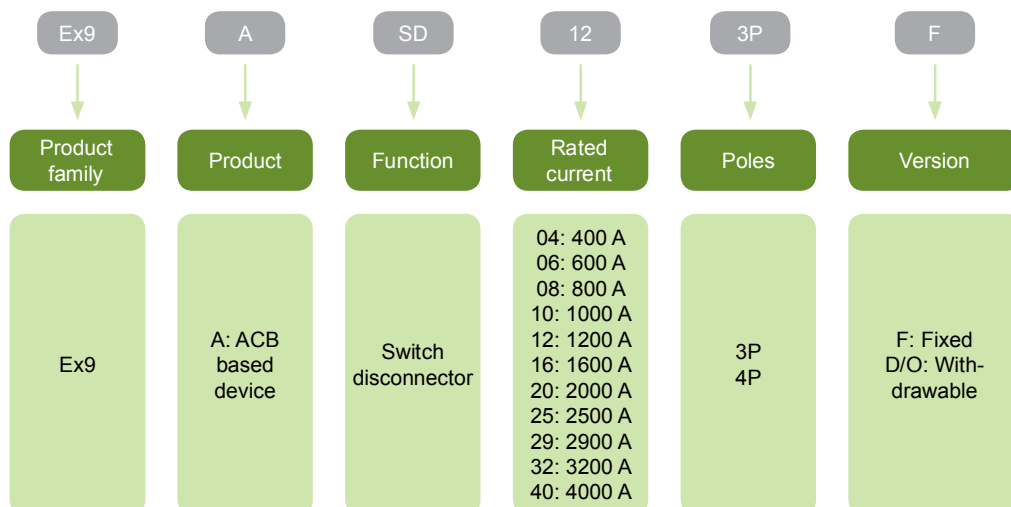 Ex9
A
SD
12
3P
F
Product
family
Product
Function
Rated
current
Poles
Version
Ex9
A: ACB
based
device
Switch
disconnector
04: 400 A
06: 600 A
08: 800 A
10: 1000 A
12: 1200 A
16: 1600 A
20: 2000 A
25: 2500 A
29: 2900 A
32: 3200 A
40: 4000 A
3P
4P
F: Fixed
D/O: With-
drawable